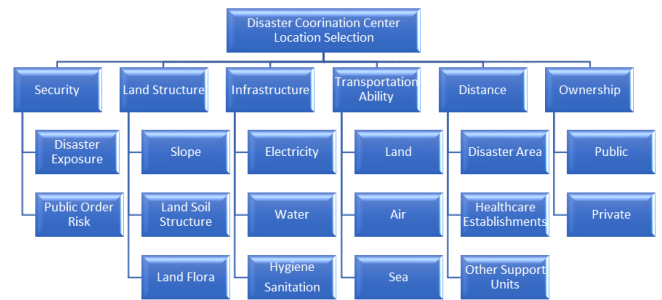 Disaster Coorination Center
Location Selection
Security
Land Structure
Infrastructure
Transportation
Ability
Distance
Ownership
Disaster
Exposure
Slope
Electricity
Land
Disaster Area
Public
Public Order
Risk
Land Soil
Structure
Water
Air
Healthcare
Establishments
Private
Land Flora
Hygiene
Sanitation
Sea
Other Support
Units